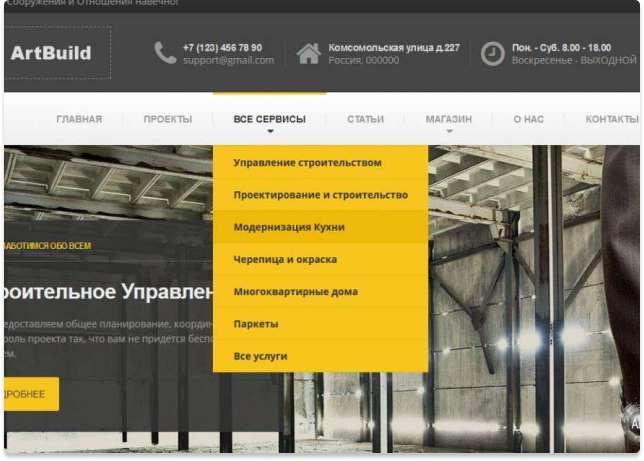 Сооружения и Отношения навечно!
ArtBuild
+7 (123) 456 78 90
support@gmail.com
Комсомольская улица д.227
Россия, 000000
Пон. - Суб. 8.00 - 18.00
Воскресенье - ВЫХОДНОЙ
ГЛАВНАЯ
ПРОЕКТЫ
ВСЕ СЕРВИСЫ
СТАТЬИ
МАГАЗИН
О НАС
КОНТАКТЫ
Управление строительством
Проектирование и строительство
Модернизация Кухни
Черепица и окраска
Многоквартирные дома
Паркеты
Все услуги
АБОТИМСЯ ОБО ВСЕМ
роительное Управлен
едоставляем общее планирование, координ
роль проекта так, что вам не придется беспо
ем.
ДРОБНЕЕ